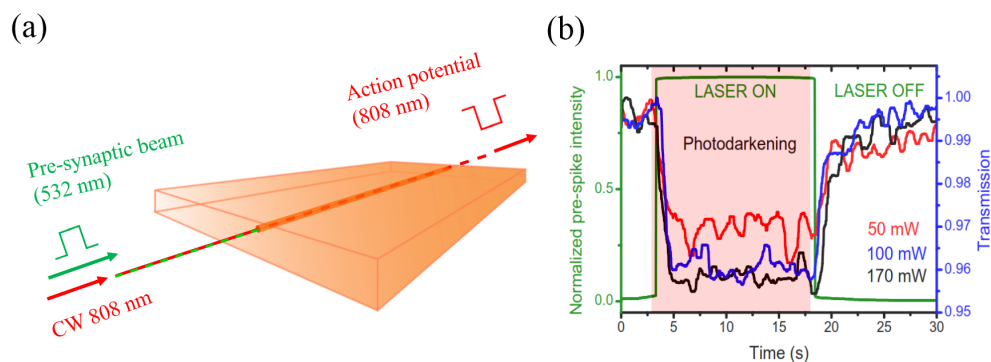 (a)
Pre-synaptic beam
(532 nm)
CW 808 nm
Action potential
(808 nm)
(b)
Normalized pre-spike intensity
1.0
0.5
0.0
LASER ON
LASER OFF
Photodarkening
50 mW
100 mW
170 mW
1.00
0.995
0.99
0.98
0.97
0.96
0.95
Transmission
0
5
10
15
20
25
30
Time (s)